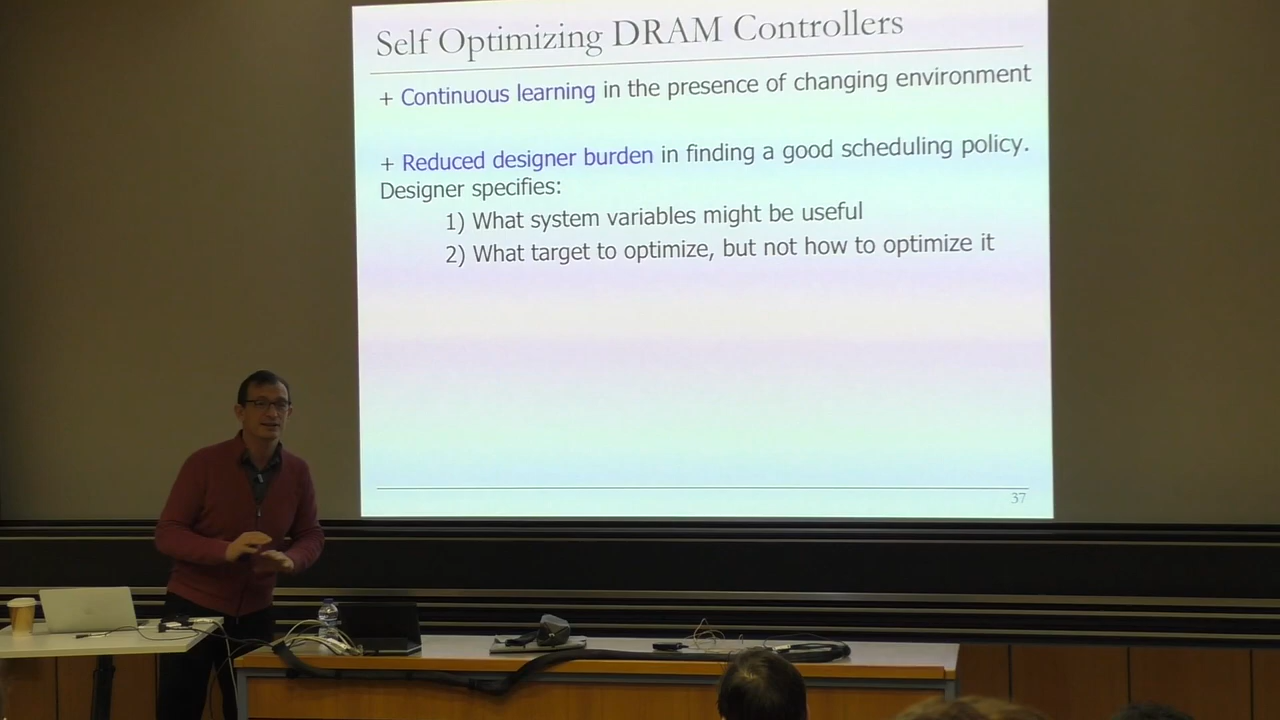 Self Optimizing DRAM Controllers
+ Continuous learning in the presence of changing environment
+ Reduced designer burden in finding a good scheduling policy.
Designer specifies:
1) What system variables might be useful
2) What target to optimize, but not how to optimize it
37